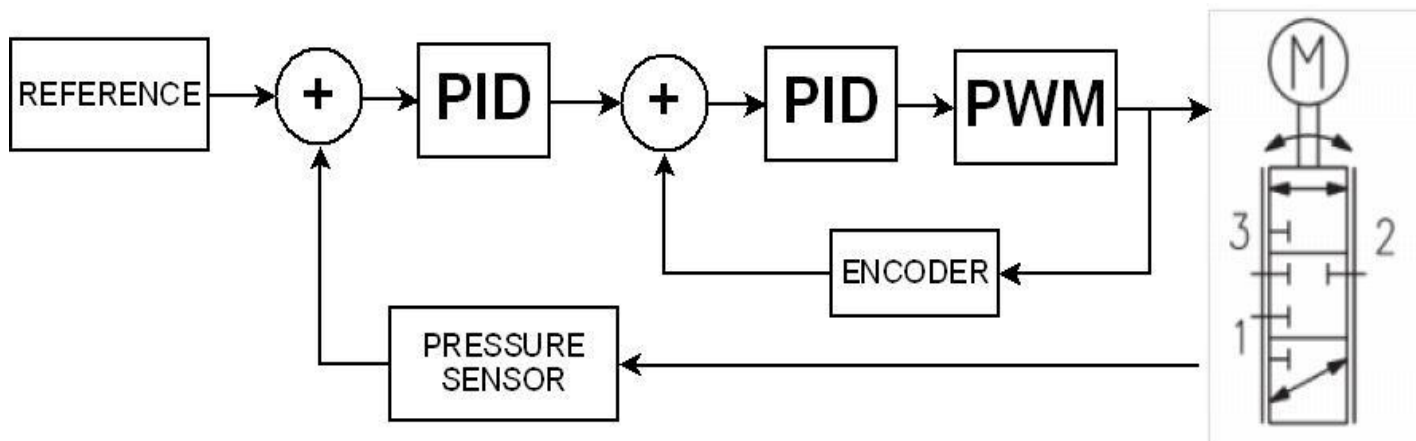 REFERENCE
+
PID
+
PID
PWM
M
3
2
1
ENCODER
PRESSURE
SENSOR